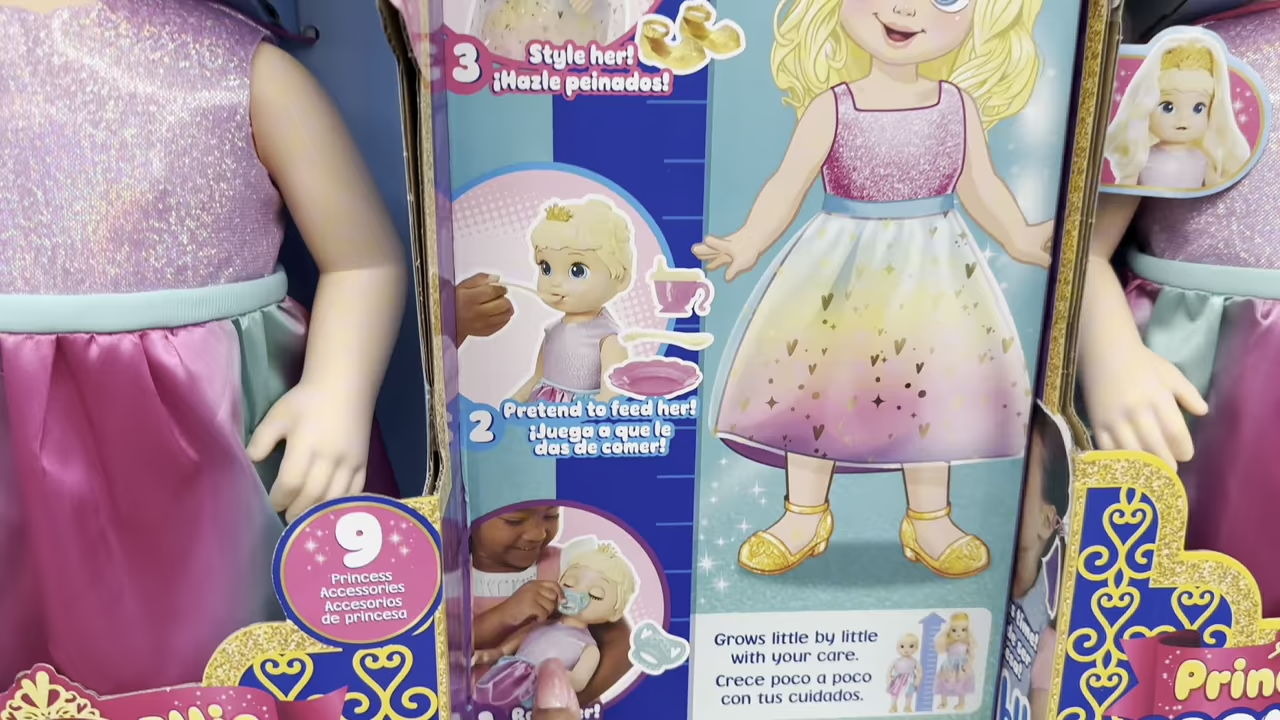 3
Style her!
¡Hazle peinados!
2
Pretend to feed her!
¡Juega a que le
das de comer!
9
Princess
Accessories
Accesorios
de princesa
Grows little by little
with your care.
Crece poco a poco
con tus cuidados.